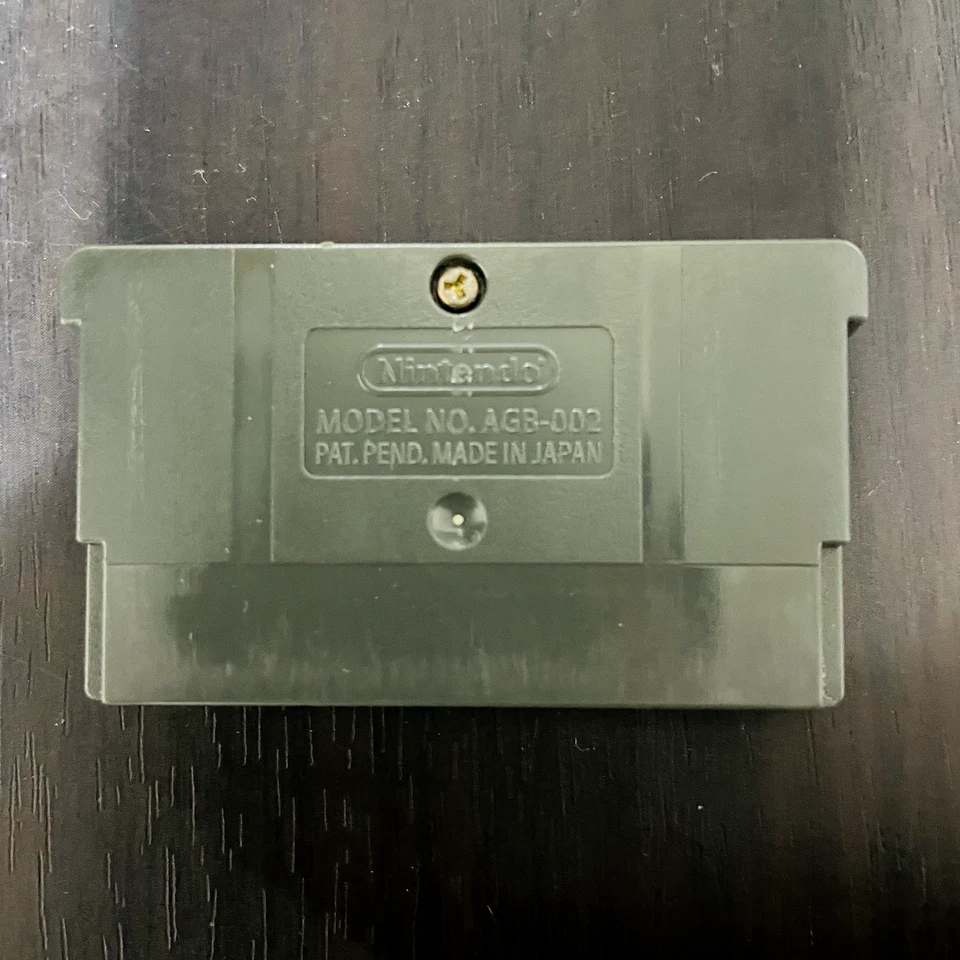 Nintendo
MODEL NO. AGB-002
PAT. PEND. MADE IN JAPAN